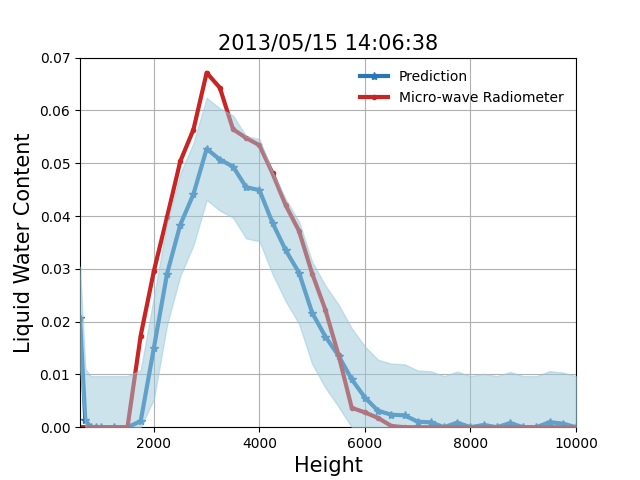 2013/05/15 14:06:38
0.07
0.06
0.05
0.04
0.03
0.02
0.01
0.00
Liquid Water Content
Prediction
Micro-wave Radiometer
2000 4000 6000 8000 10000
Height